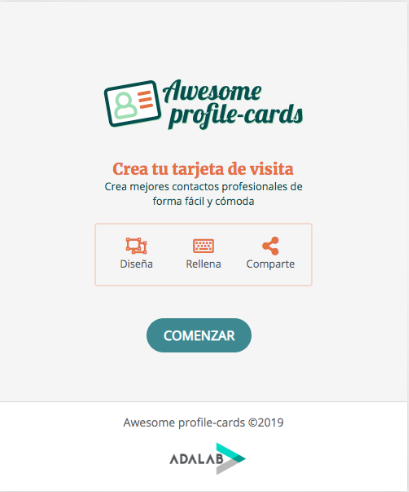 Awesome
profile-cards
Crea tu tarjeta de visita
Crea mejores contactos profesionales de
forma fácil y cómoda
Diseña Rellena Comparte
COMENZAR
Awesome profile-cards ©2019
ADALAB